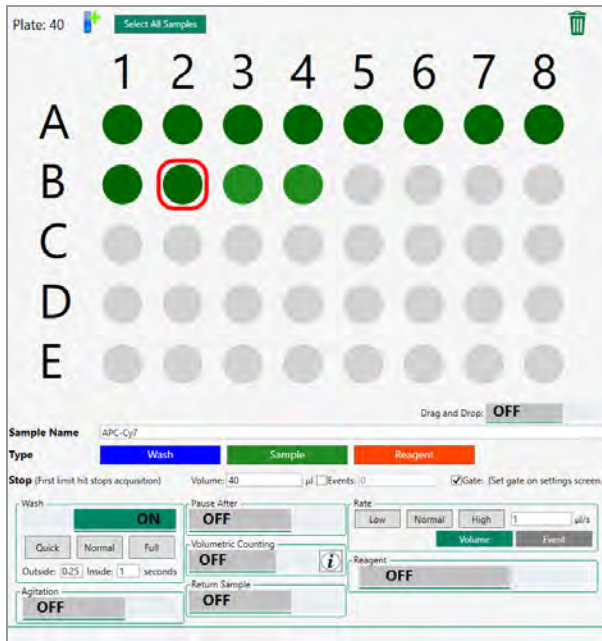 Plate: 40 Select All Samples
1 2 3 4 5 6 7 8
A
B
C
D
E
Drag and Drop: OFF
Sample Name APC-Cy7
Type Wash Sample Reagent
Stop (First limit hit stops acquisition) Volume: 40 µl Events: 0 Gate: (Set gate on settings screen.
Wash Pause After Rate
ON OFF Low Normal High 1 µl/s
Volume Event
Quick Normal Full Volumetric Counting
OFF i Reagent
Outside: 0.25 Inside: 1 seconds OFF
Agitation Return Sample
OFF OFF